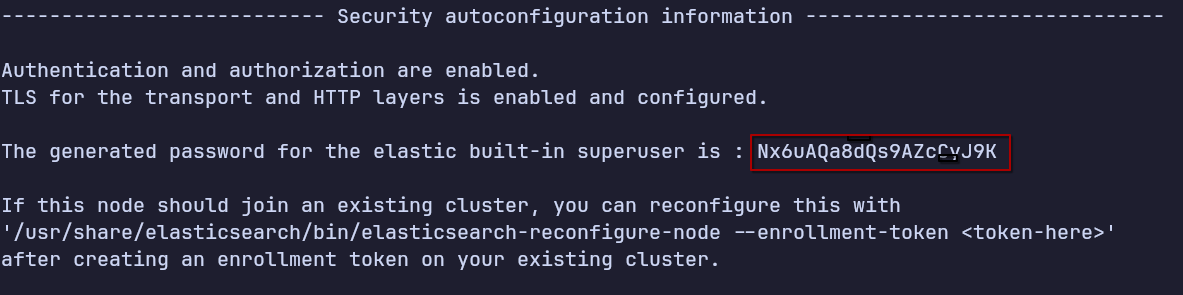 --------------------------- Security autoconfiguration information ------------------------------
Authentication and authorization are enabled.
TLS for the transport and HTTP layers is enabled and configured.
The generated password for the elastic built-in superuser is :
If this node should join an existing cluster, you can reconfigure this with
'/usr/share/elasticsearch/bin/elasticsearch-reconfigure-node --enrollment-token <token-here>'
after creating an enrollment token on your existing cluster.